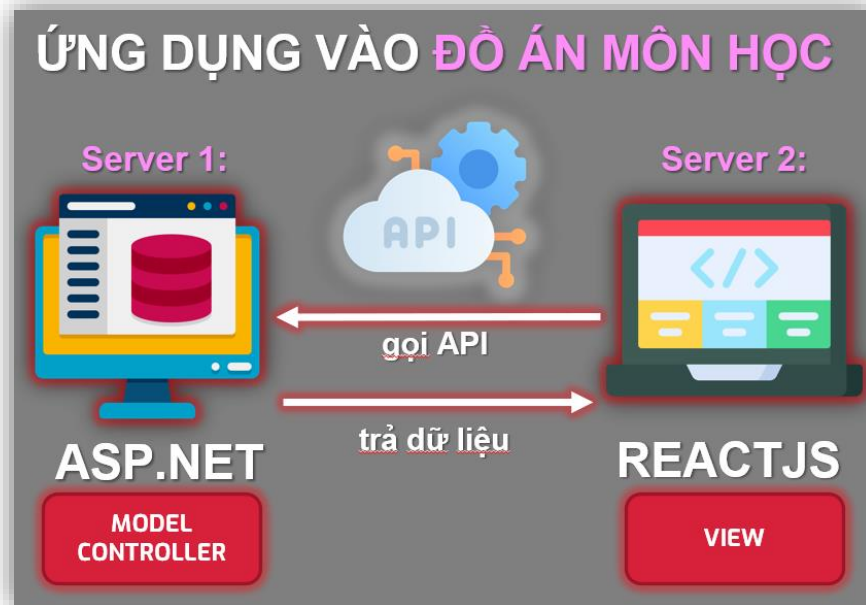 ỨNG DỤNG VÀO ĐỒ ÁN MÔN HỌC
Server 1:
Server 2:
API
</>
gọi API
trả dữ liệu
ASP.NET
REACTJS
MODEL
CONTROLLER
VIEW